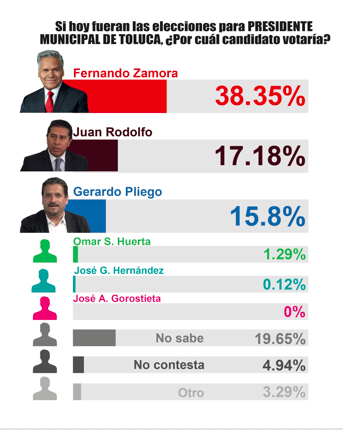 Si hoy fueran las elecciones para PRESIDENTE
MUNICIPAL DE TOLUCA, ¿Por cuál candidato votaría?
Fernando Zamora
38.35%
Juan Rodolfo
17.18%
Gerardo Pliego
15.8%
Omar S. Huerta
1.29%
José G. Hernández
0.12%
José A. Gorostieta
0%
No sabe
19.65%
No contesta
4.94%
Otro
3.29%